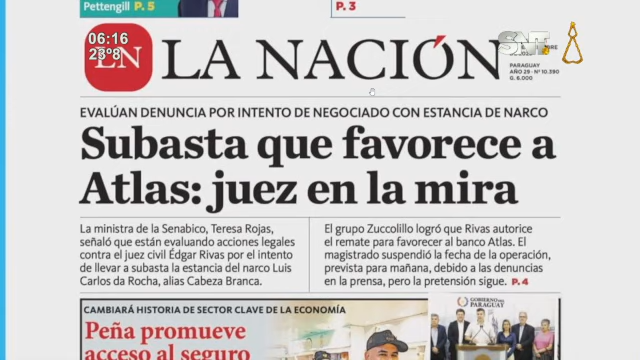 Pettengill P. 5
P. 3
06:16
23°8
LN
LA NACIÓN
SNT
PARAGUAY
AÑO 29 - Nº 10.390
G. 6.000
EVALÚAN DENUNCIA POR INTENTO DE NEGOCIADO CON ESTANCIA DE NARCO
Subasta que favorece a
Atlas: juez en la mira
La ministra de la Senabico, Teresa Rojas,
señaló que están evaluando acciones legales
contra el juez civil Édgar Rivas por el intento
de llevar a subasta la estancia del narco Luis
Carlos da Rocha, alias Cabeza Branca.
El grupo Zuccolillo logró que Rivas autorice
el remate para favorecer al banco Atlas. El
magistrado suspendió la fecha de la operación,
prevista para mañana, debido a las denuncias
en la prensa, pero la pretensión sigue. P. 4
CAMBIARÁ HISTORIA DE SECTOR CLAVE DE LA ECONOMÍA
Peña promueve
acceso al seguro
GOBIERNO DEL
PARAGUAY